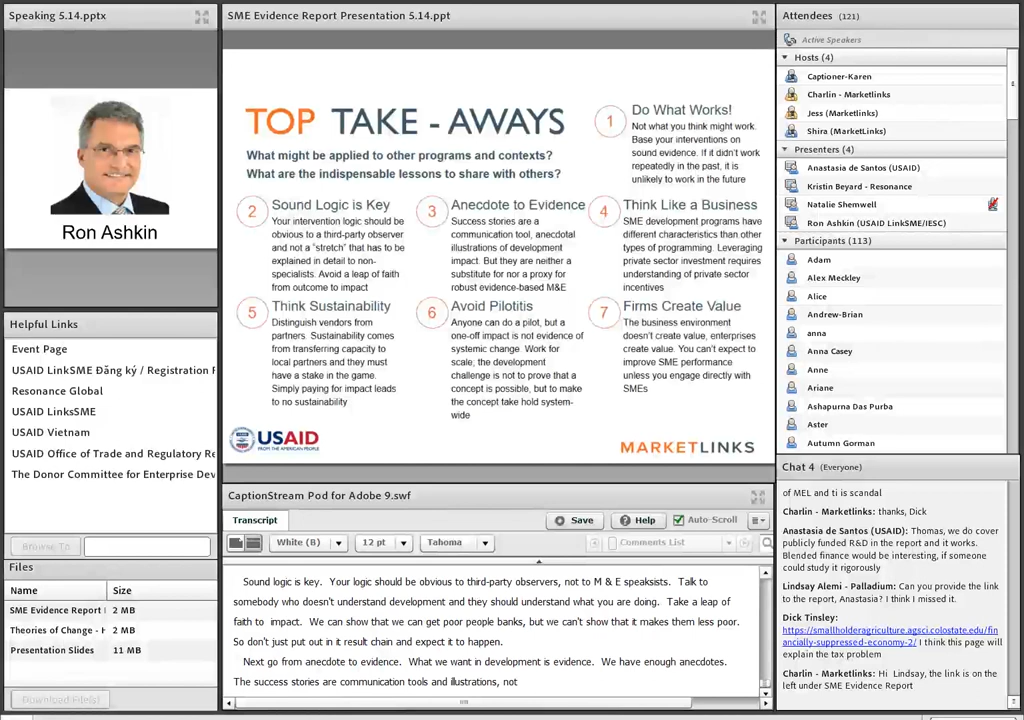 Speaking 5.14.pptx
Ron Ashkin
Helpful Links
Event Page
USAID LinkSME Đăng ký / Registration
Resonance Global
USAID LinksSME
USAID Vietnam
USAID Office of Trade and Regulatory Re
The Donor Committee for Enterprise Dev
Browse To
Files
Name Size
SME Evidence Report 2 MB
Theories of Change - 2 MB
Presentation Slides 11 MB
Download File(s)
SME Evidence Report Presentation 5.14.ppt
TOP TAKE - AWAYS
What might be applied to other programs and contexts?
What are the indispensable lessons to share with others?
1 Do What Works!
Not what you think might work.
Base your interventions on
sound evidence. If it didn't work
repeatedly in the past, it is
unlikely to work in the future
2 Sound Logic is Key
Your intervention logic should be
obvious to a third-party observer
and not a "stretch" that has to be
explained in detail to non-
specialists. Avoid a leap of faith
from outcome to impact
3 Anecdote to Evidence
Success stories are a
communication tool, anecdotal
illustrations of development
impact. But they are neither a
substitute for nor a proxy for
robust evidence-based M&E
4 Think Like a Business
SME development programs have
different characteristics than other
types of programming. Leveraging
private sector investment requires
understanding of private sector
incentives
5 Think Sustainability
Distinguish vendors from
partners. Sustainability comes
from transferring capacity to
local partners and they must
have a stake in the game.
Simply paying for impact leads
to no sustainability
6 Avoid Pilotitis
Anyone can do a pilot, but a
one-off impact is not evidence of
systemic change. Work for
scale, the development
challenge is not to prove that a
concept is possible, but to make
the concept take hold system-
wide
7 Firms Create Value
The business environment
doesn't create value, enterprises
create value. You can't expect to
improve SME performance
unless you engage directly with
SMEs
USAID
FROM THE AMERICAN PEOPLE
MARKETLINKS
CaptionStream Pod for Adobe 9.swf
Transcript
Save
Help
Auto-Scroll
White (B)
12 pt
Tahoma
Comments List
Sound logic is key. Your logic should be obvious to third-party observers, not to M & E speaksists. Talk to
somebody who doesn't understand development and they should understand what you are doing. Take a leap of
faith to impact. We can show that we can get poor people banks, but we can't show that it makes them less poor.
So don't just put out in it result chain and expect it to happen.
Next go from anecdote to evidence. What we want in development is evidence. We have enough anecdotes.
The success stories are communication tools and illustrations, not
Attendees (121)
Active Speakers
Hosts (4)
Captioner-Karen
Charlin - Marketlinks
Jess (Marketlinks)
Shira (MarketLinks)
Presenters (4)
Anastasia de Santos (USAID)
Kristin Beyard - Resonance
Natalie Shemwell
Ron Ashkin (USAID LinkSME/IESC)
Participants (113)
Adam
Alex Meckley
Alice
Andrew-Brian
anna
Anna Casey
Anne
Ariane
Ashapurna Das Purba
Aster
Autumn Gorman
Chat 4 (Everyone)
of MEL and ti is scandal
Charlin - Marketlinks: thanks, Dick
Anastasia de Santos (USAID): Thomas, we do cover
publicly funded R&D in the report and it works.
Blended finance would be interesting, if someone
could study it rigorously
Lindsay Alemi - Palladium: Can you provide the link
to the report, Anastasia? I think I missed it.
Dick Tinsley:
https://smallholderagriculture.agsci.colostate.edu/fin
ancially-suppressed-economy-2/ I think this page will
explain the tax problem
Charlin - Marketlinks: Hi Lindsay, the link is on the
left under SME Evidence Report